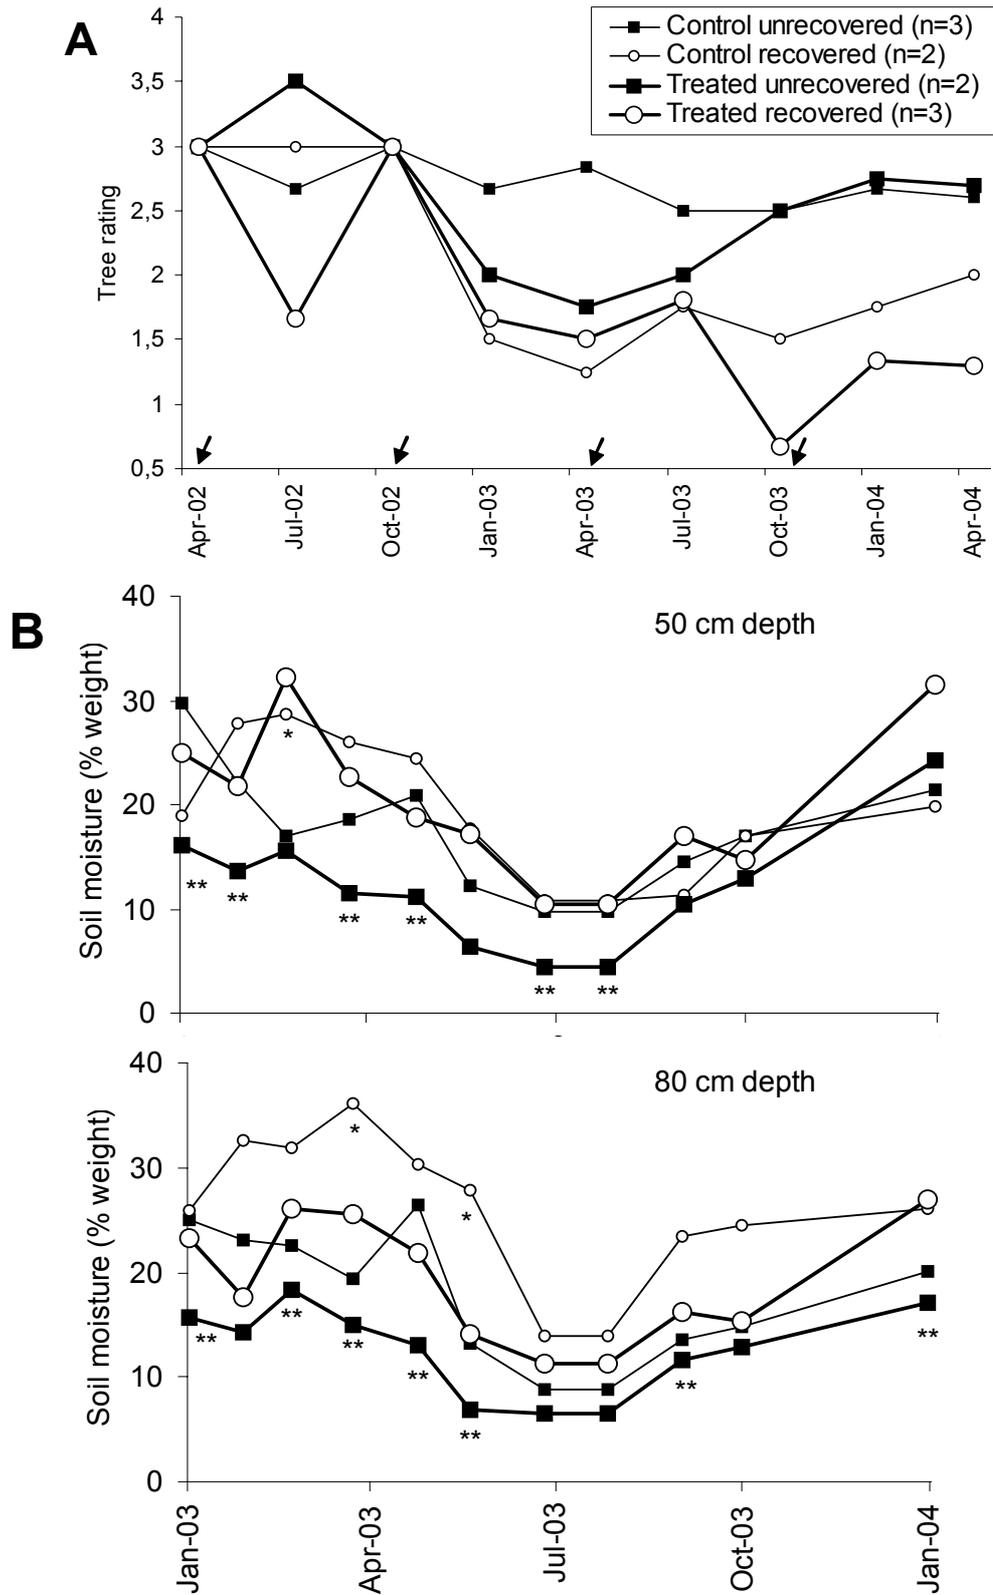 A
4
3,5
3
2,5
2
1,5
1
0,5
Tree rating
Control unrecovered (n=3)
Control recovered (n=2)
Treated unrecovered (n=2)
Treated recovered (n=3)
Apr-02
Jul-02
Oct-02
Jan-03
Apr-03
Jul-03
Oct-03
Jan-04
Apr-04
B
50 cm depth
40
30
20
10
0
Soil moisture (% weight)
*
**
**
**
**
**
**
80 cm depth
40
30
20
10
0
Soil moisture (% weight)
*
*
**
**
**
**
**
**
**
Jan-03
Apr-03
Jul-03
Oct-03
Jan-04